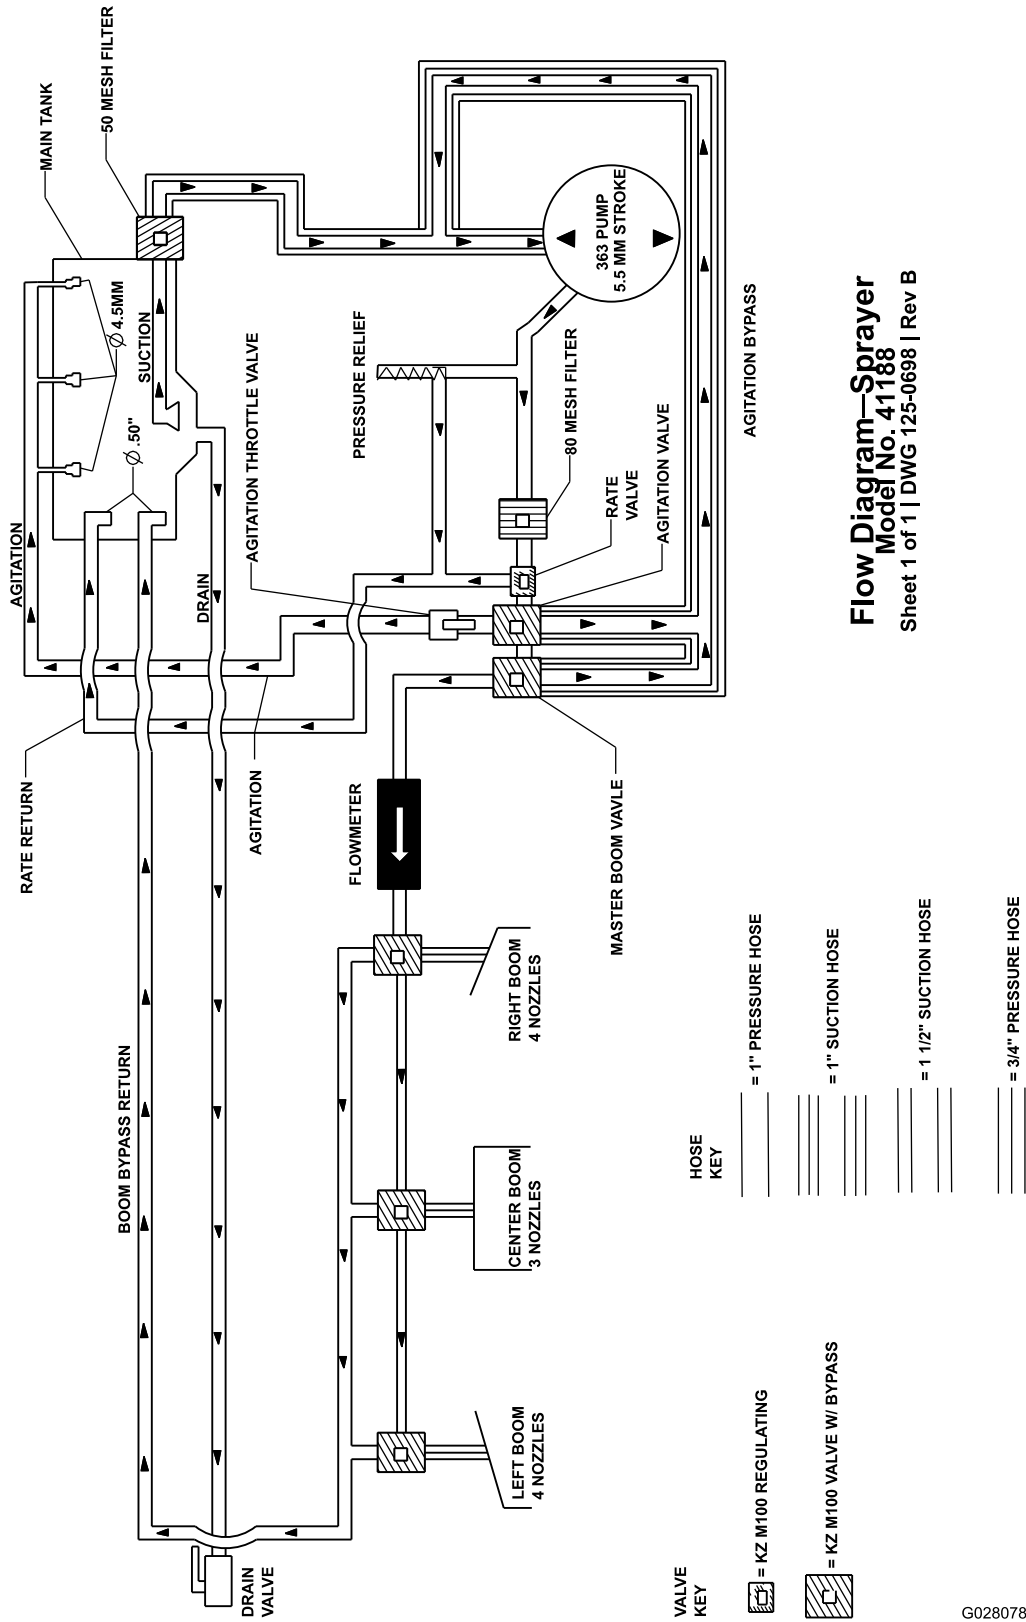 MAIN TANK
50 MESH FILTER
AGITATION
⌀ 4.5MM
SUCTION
⌀ .50"
DRAIN
AGITATION THROTTLE VALVE
PRESSURE RELIEF
363 PUMP
5.5 MM STROKE
80 MESH FILTER
RATE
VALVE
AGITATION VALVE
AGITATION BYPASS
RATE RETURN
AGITATION
FLOWMETER
MASTER BOOM VAVLE
BOOM BYPASS RETURN
RIGHT BOOM
4 NOZZLES
CENTER BOOM
3 NOZZLES
LEFT BOOM
4 NOZZLES
DRAIN
VALVE
HOSE
KEY
= 1" PRESSURE HOSE
= 1" SUCTION HOSE
= 1 1/2" SUCTION HOSE
= 3/4" PRESSURE HOSE
VALVE
KEY
= KZ M100 REGULATING
= KZ M100 VALVE W/ BYPASS
Flow Diagram—Sprayer
Model No. 41188
Sheet 1 of 1 | DWG 125-0698 | Rev B
G028078